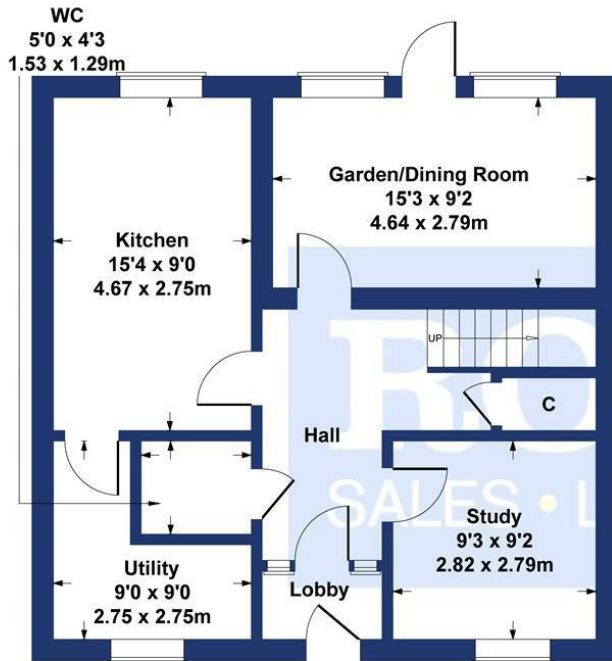 WC
5'0 x 4'3
1.53 x 1.29m
Garden/Dining Room
15'3 x 9'2
4.64 x 2.79m
Kitchen
15'4 x 9'0
4.67 x 2.75m
UP
C
Hall
SALES • L
Study
9'3 x 9'2
2.82 x 2.79m
Utility
9'0 x 9'0
2.75 x 2.75m
Lobby